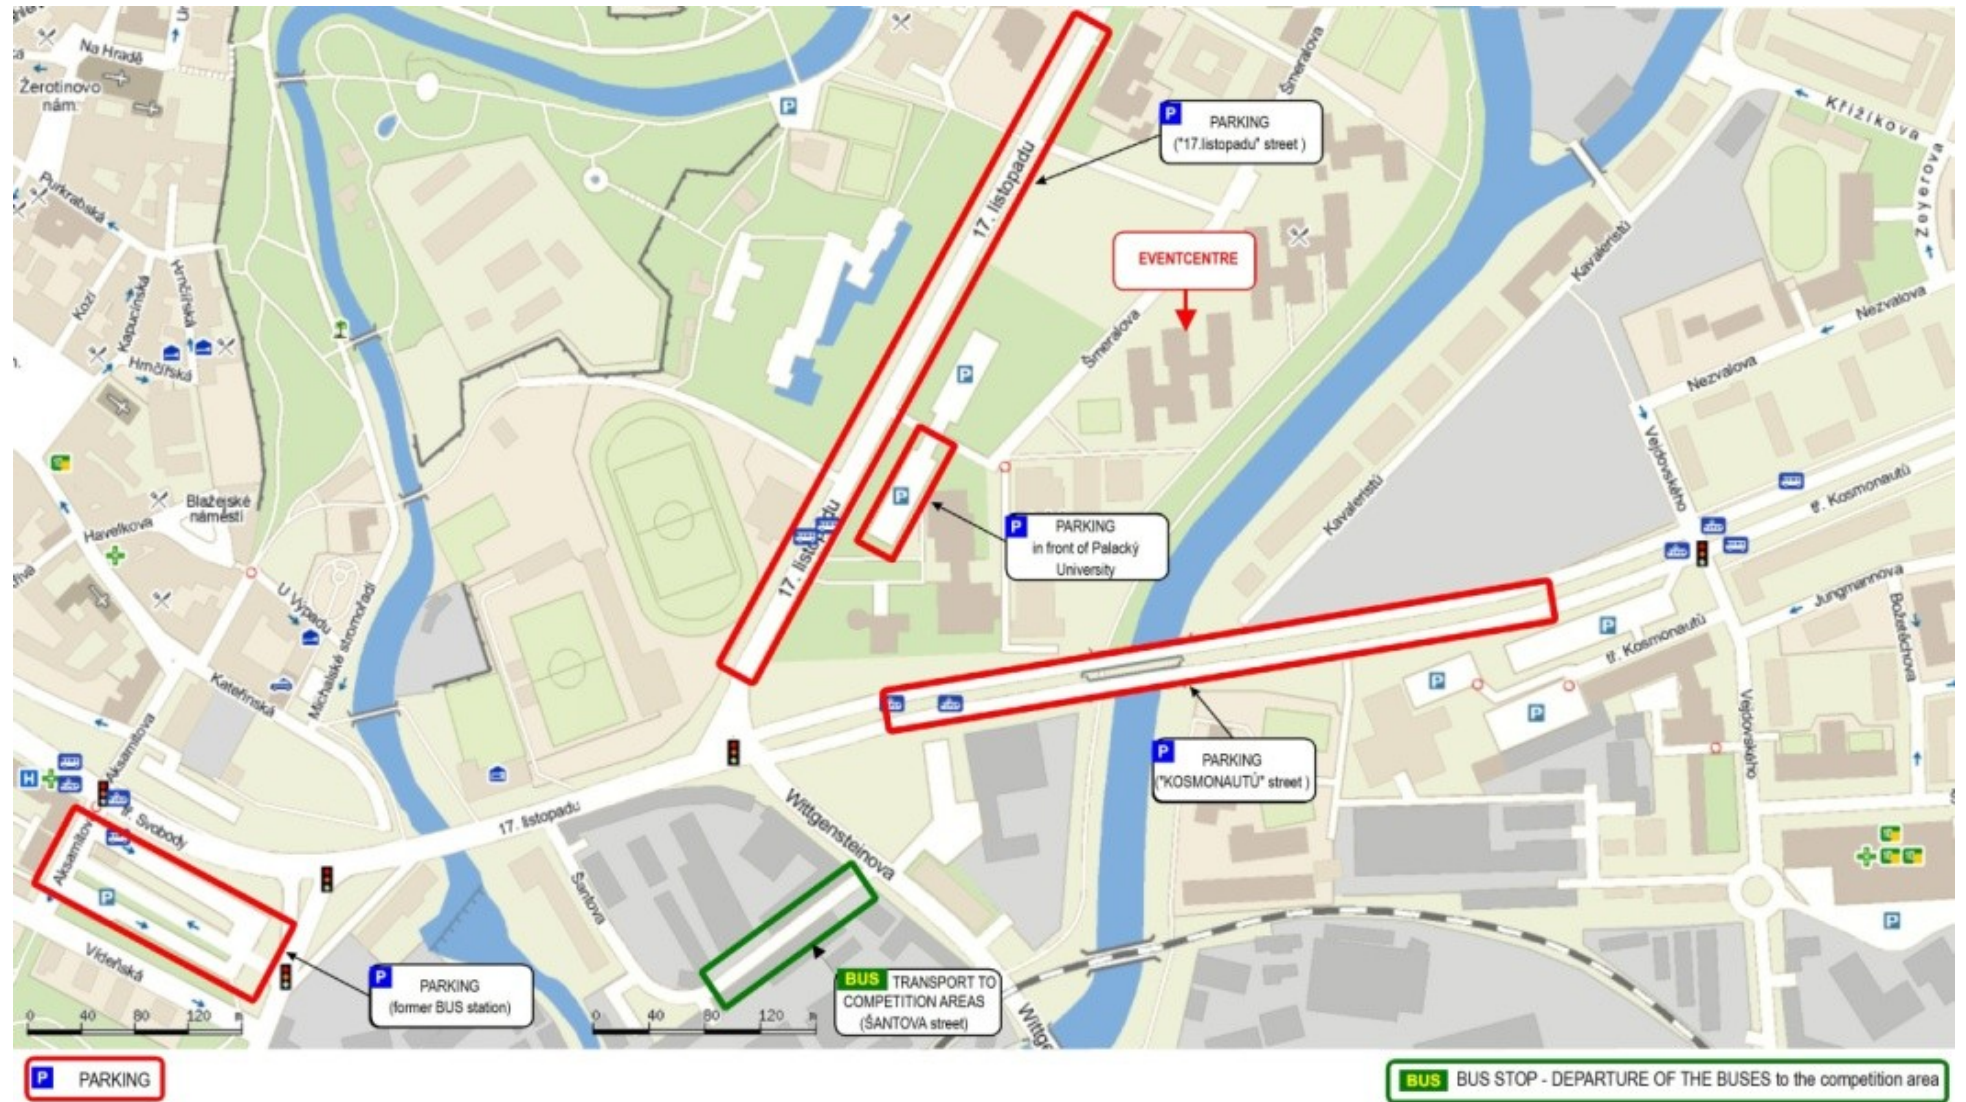 Na Hradě
Žerotínovo
nám.
Křížkova
Šmeralova
P
P PARKING
("17.listopadu" street )
17. listopadu
Zeyerova
Purkrabská
Kozí
Kapucínská
Hrnčířská
Hrnčířská
EVENTCENTRE
Kavaleristů
Nezvalova
Šmeralova
Nezvalova
P
Vejdovského
Blažejské
náměstí
Havelkova
P
17. listopadu
Kavaleristů
tř. Kosmonautů
P PARKING
in front of Palacký
University
U Výpadu
Michalské stromořadí
Jungmannova
Božetěchova
P
tř. Kosmonautů
Kateřinská
P
P
Vejdovského
Aksamitova
H
P PARKING
("KOSMONAUTŮ" street )
tř. Svobody
17. listopadu
Wittgensteinova
Aksamitov
P
Šantova
P
Vídeňská
P PARKING
(former BUS station)
BUS TRANSPORT TO
COMPETITION AREAS
(ŠANTOVA street)
Wittge
0 40 80 120 m
0 40 80 120 m
P PARKING
BUS BUS STOP - DEPARTURE OF THE BUSES to the competition area